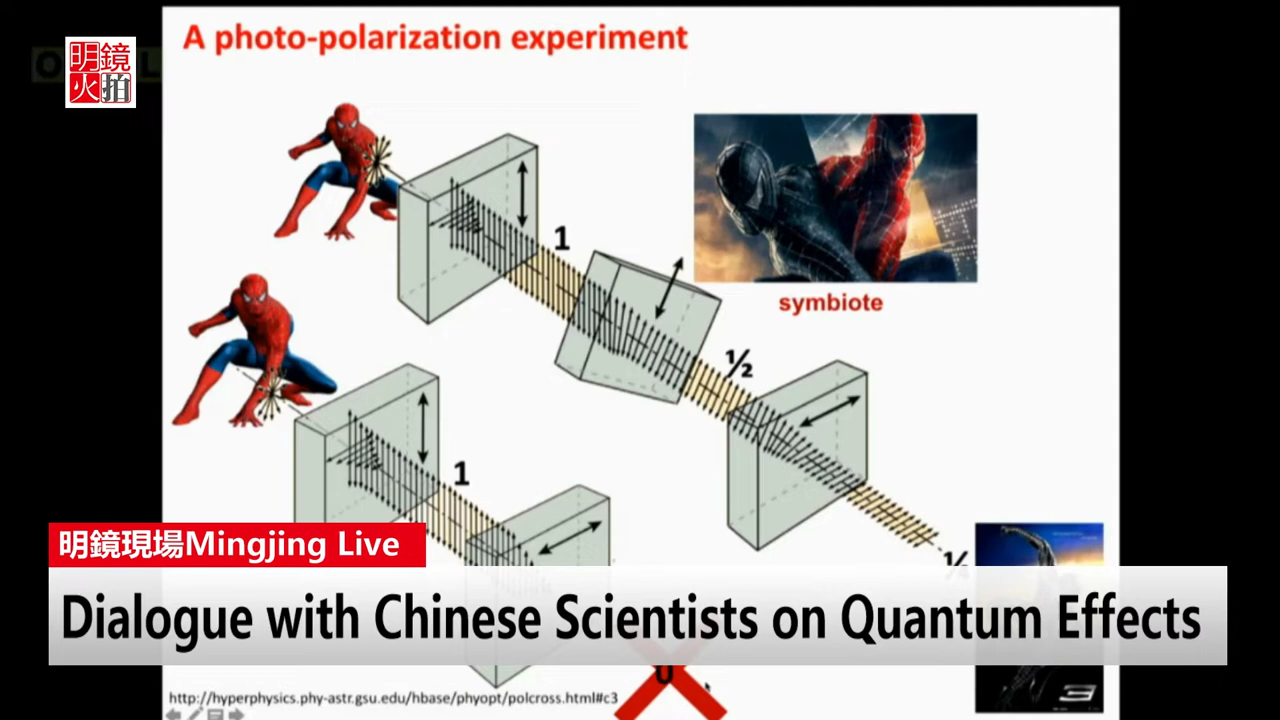 A photo-polarization experiment
明鏡
火拍
1
½
symbiote
1
明鏡現場Mingjing Live
Dialogue with Chinese Scientists on Quantum Effects
0
http://hyperphysics.phy-astr.gsu.edu/hbase/phyopt/polcross.html#c3
3